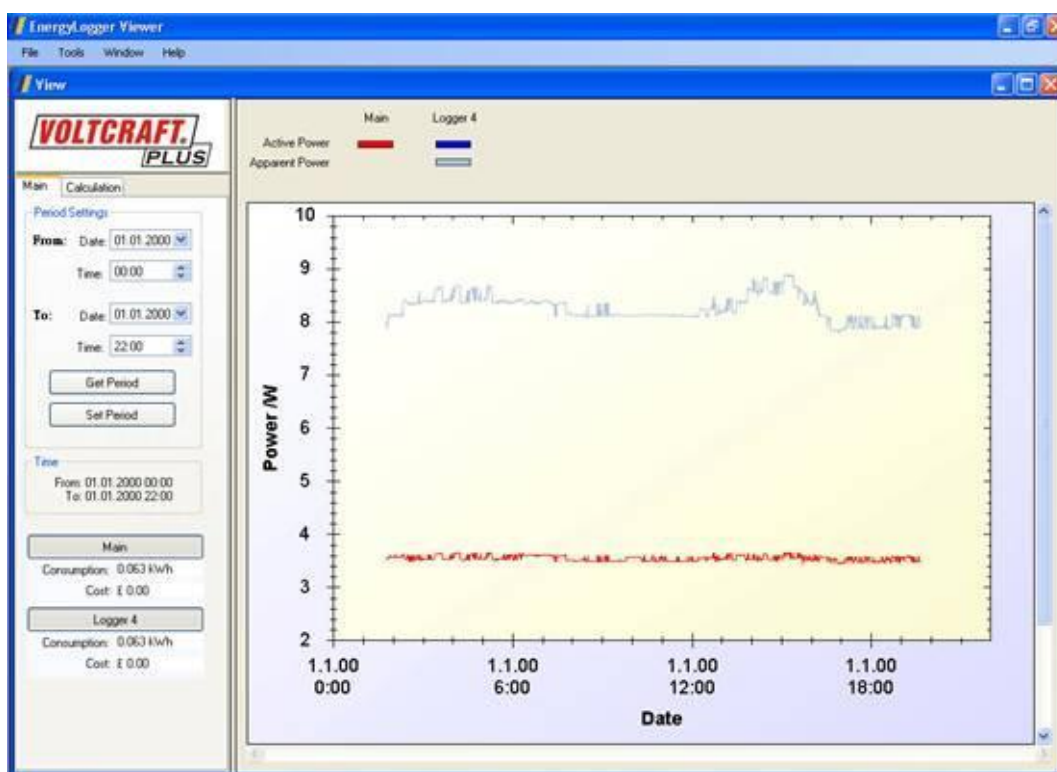 EnergyLogger Viewer
File Tools Window Help
View
VOLTCRAFT.
PLUS
Main Logger 4
Active Power
Apparent Power
Main Calculation
Period Settings
From: Date: 01.01.2000
Time: 00:00
To: Date: 01.01.2000
Time: 22:00
Get Period
Set Period
Time
From: 01.01.2000 00:00
To: 01.01.2000 22:00
Main
Consumption: 0.063 kWh
Cost: £ 0.00
Logger 4
Consumption: 0.063 kWh
Cost: £ 0.00
Power /W
10
9
8
7
6
5
4
3
2
1.1.00 1.1.00 1.1.00 1.1.00
0:00 6:00 12:00 18:00
Date